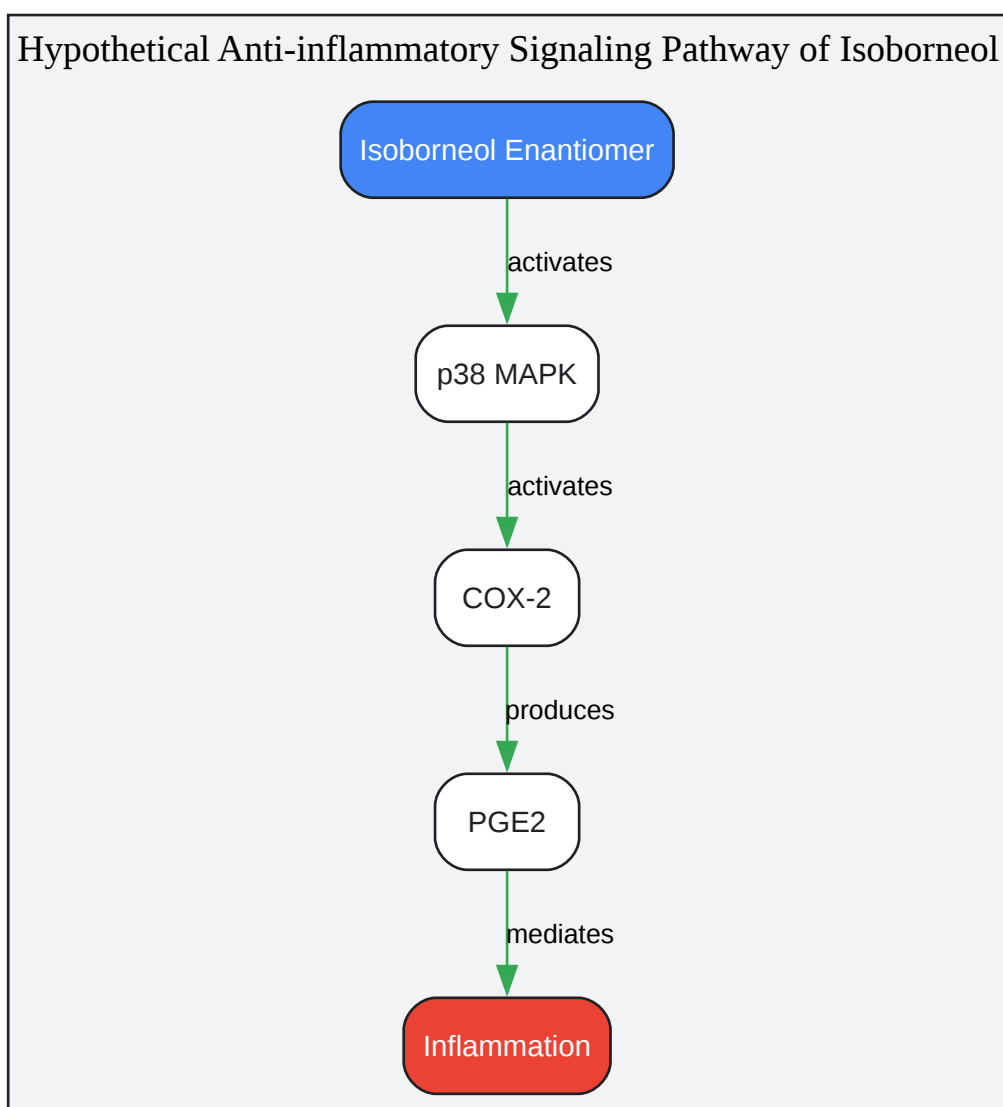 Hypothetical Anti-inflammatory Signaling Pathway of Isoborneol
Isoborneol Enantiomer
activates
p38 MAPK
activates
COX-2
produces
PGE2
mediates
Inflammation